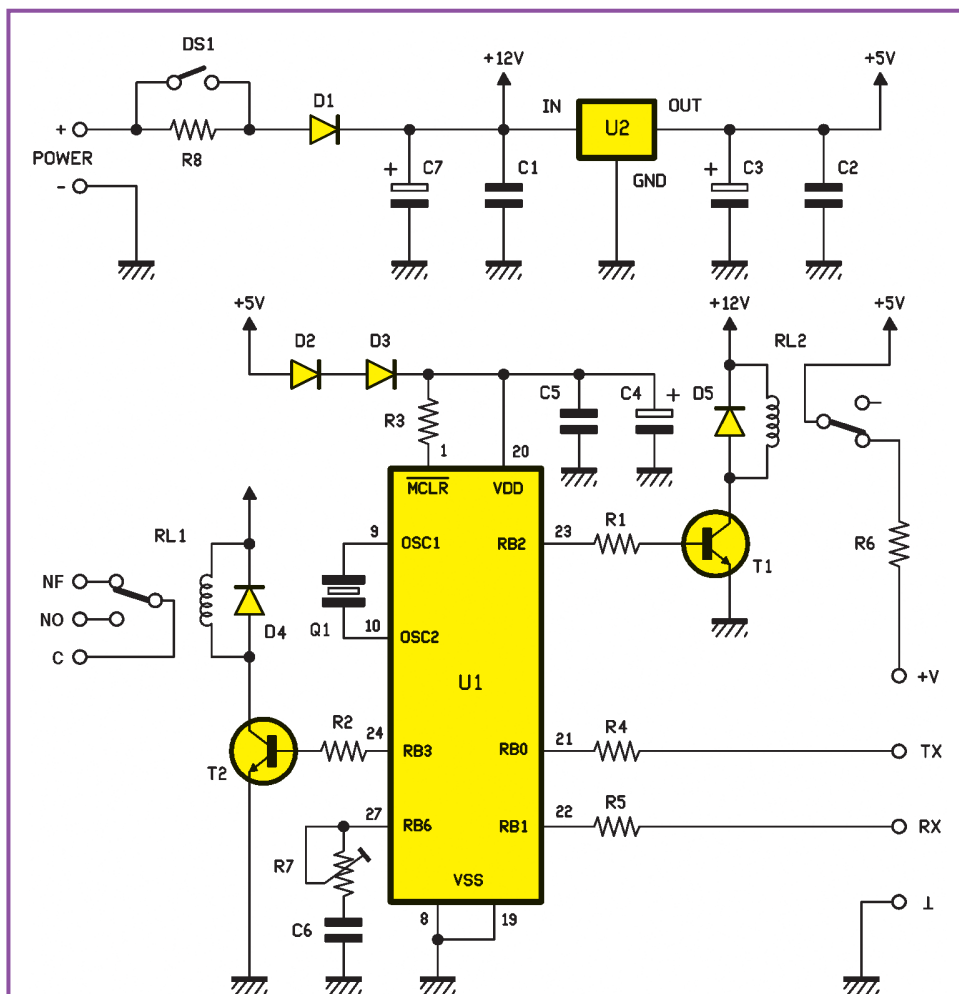 DS1
+12V
+5V
D1
IN
OUT
U2
+
POWER
R8
+
C7
C1
GND
+
C3
C2
-
+5V
+12V
+5V
D2
D3
RL2
R3
C5
C4
+
D5
1
20
MCLR
VDD
RL1
9
OSC1
RB2
23
R1
T1
R6
NF
NO
C
D4
Q1
10
OSC2
U1
+V
T2
R2
24
RB3
RB0
21
R4
TX
27
RB6
RB1
22
R5
RX
R7
VSS
C6
8
19
⊥